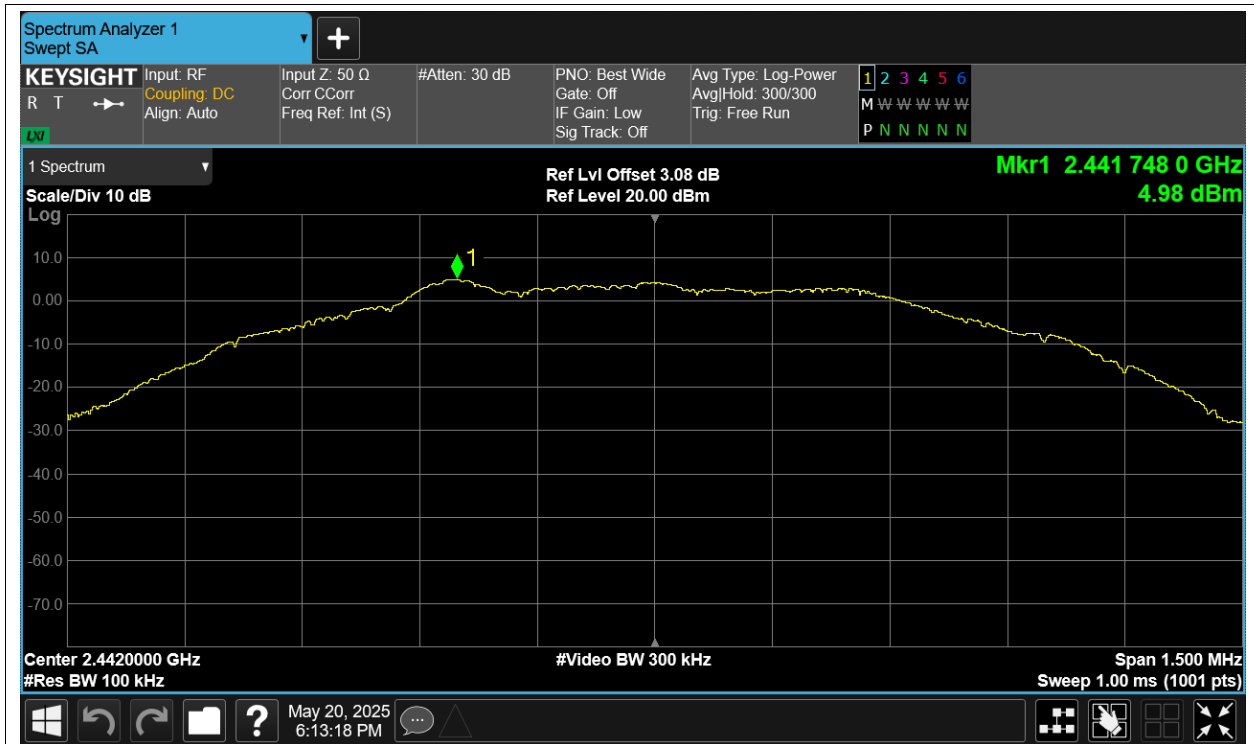 Spectrum Analyzer 1
Swept SA
KEYSIGHT
R T
LXI
Input: RF
Coupling: DC
Align: Auto
Input Z: 50 Ω
Corr CCorr
Freq Ref: Int (S)
#Atten: 30 dB
PNO: Best Wide
Gate: Off
IF Gain: Low
Sig Track: Off
Avg Type: Log-Power
Avg|Hold: 300/300
Trig: Free Run
1 2 3 4 5 6
M W W W W W
P N N N N N
1 Spectrum
Scale/Div 10 dB
Log
Ref Lvl Offset 3.08 dB
Ref Level 20.00 dBm
Mkr1 2.441 748 0 GHz
4.98 dBm
1
10.0
0.00
-10.0
-20.0
-30.0
-40.0
-50.0
-60.0
-70.0
Center 2.4420000 GHz
#Video BW 300 kHz
Span 1.500 MHz
#Res BW 100 kHz
Sweep 1.00 ms (1001 pts)
?
May 20, 2025
6:13:18 PM